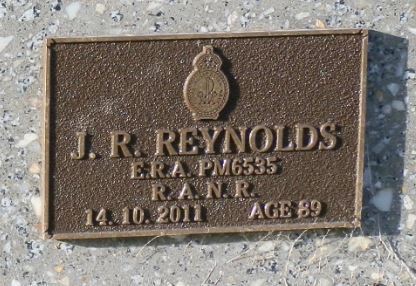 J. R. REYNOLDS
E.R.A. PM6535
R. A. N. R.
14. 10. 2011 AGE 89